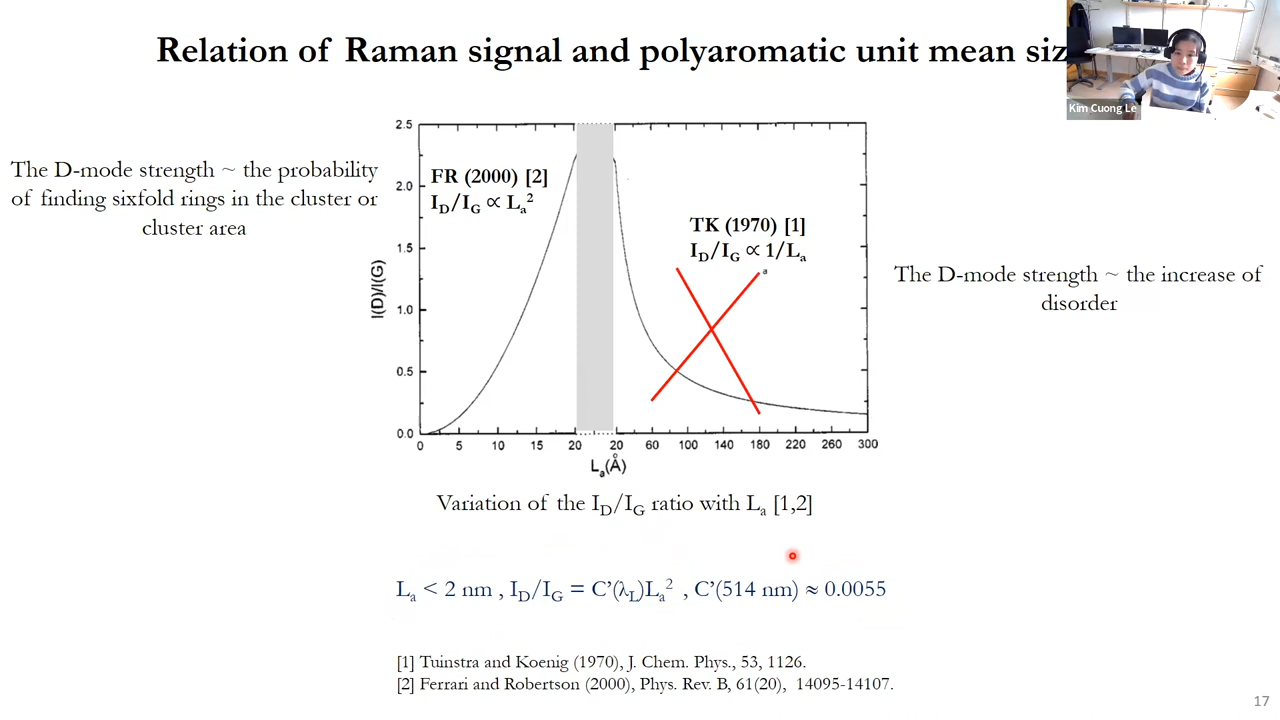 Relation of Raman signal and polyaromatic unit mean siz
Kim Cuong Le
The D-mode strength ~ the probability
of finding sixfold rings in the cluster or
cluster area
FR (2000) [2]
I_D/I_G ∝ L_a²
TK (1970) [1]
I_D/I_G ∝ 1/L_a
a
The D-mode strength ~ the increase of
disorder
I(D)/I(G)
2.5
2.0
1.5
1.0
0.5
0.0
0 5 10 15 20 20 60 100 140 180 220 260 300
L_a(Å)
Variation of the I_D/I_G ratio with L_a [1,2]
L_a < 2 nm , I_D/I_G = C’(λ_L)L_a² , C’(514 nm) ≈ 0.0055
[1] Tuinstra and Koenig (1970), J. Chem. Phys., 53, 1126.
[2] Ferrari and Robertson (2000), Phys. Rev. B, 61(20), 14095-14107.
17